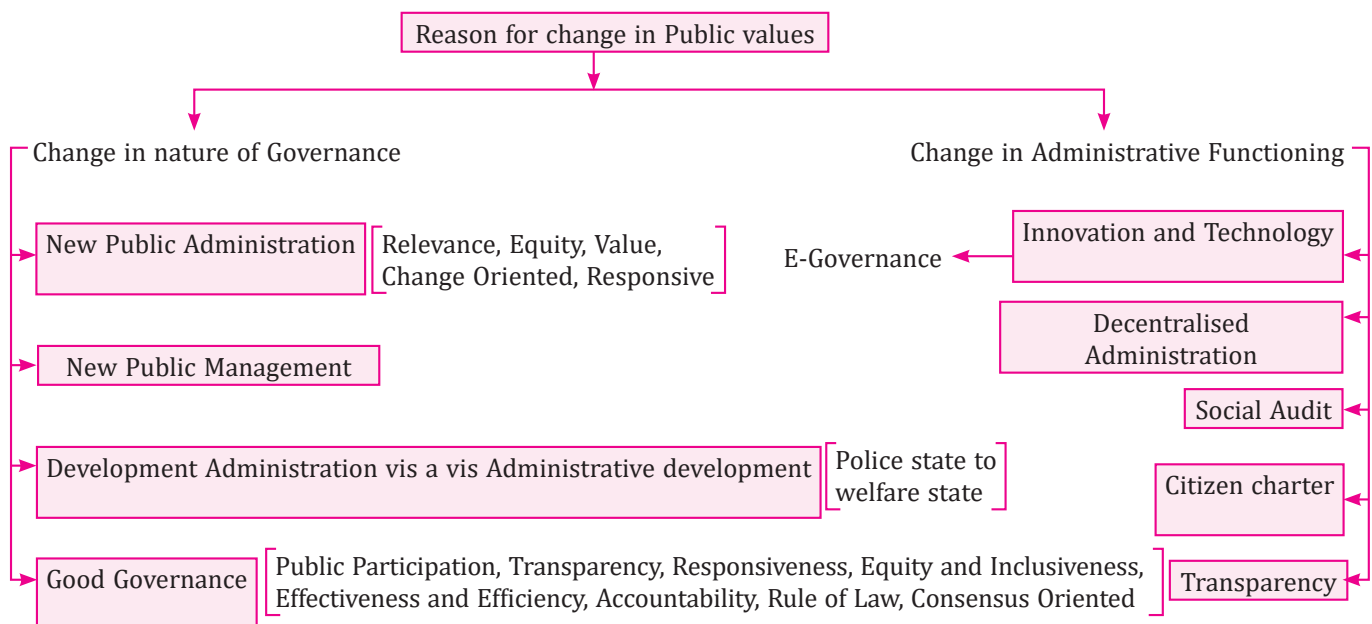 Reason for change in Public values
Change in nature of Governance
New Public Administration
Relevance, Equity, Value,
Change Oriented, Responsive
New Public Management
Development Administration vis a vis Administrative development
Police state to
welfare state
Good Governance
Public Participation, Transparency, Responsiveness, Equity and Inclusiveness,
Effectiveness and Efficiency, Accountability, Rule of Law, Consensus Oriented
Change in Administrative Functioning
Innovation and Technology
E-Governance
Decentralised
Administration
Social Audit
Citizen charter
Transparency